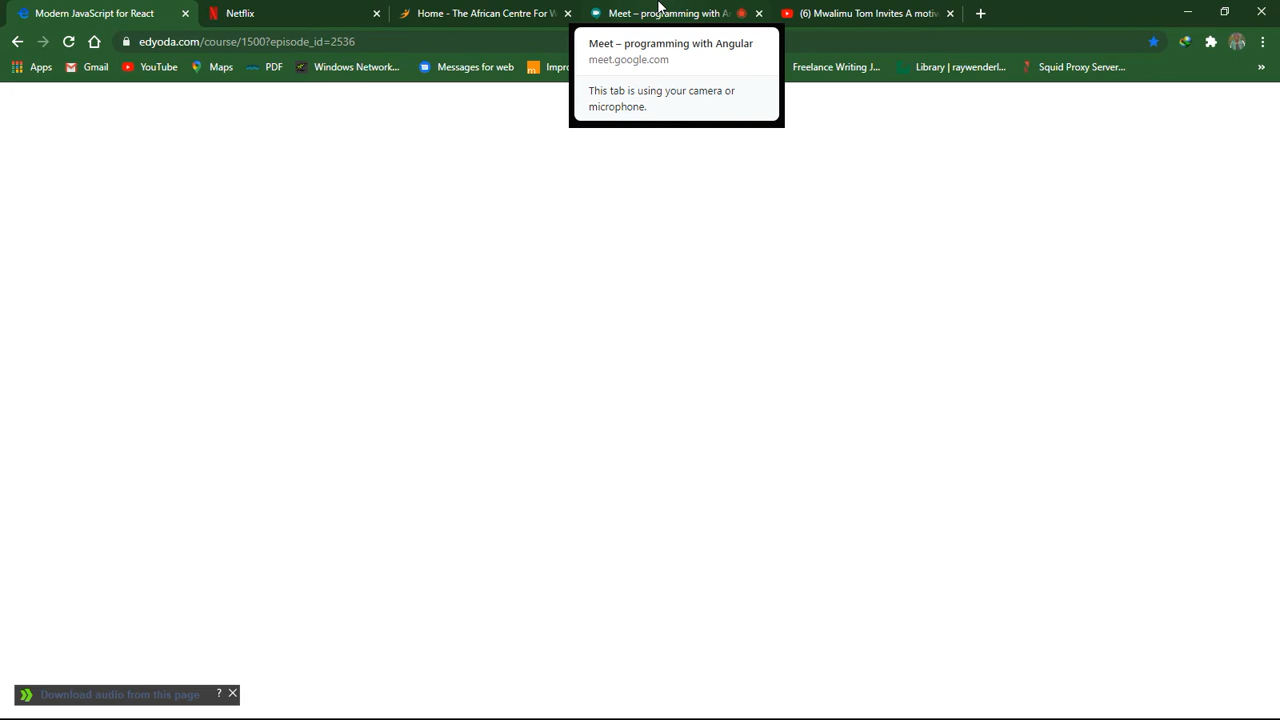 Modern JavaScript for React
Netflix
Home - The African Centre For W
Meet – programming with Ar
(6) Mwalimu Tom Invites A motiv
edyoda.com/course/1500?episode_id=2536
Apps
Gmail
YouTube
Maps
PDF
Windows Network...
Messages for web
Impro
Freelance Writing J...
Library | raywenderl...
Squid Proxy Server...
»
Meet – programming with Angular
meet.google.com
This tab is using your camera or
microphone.
Download audio from this page
?